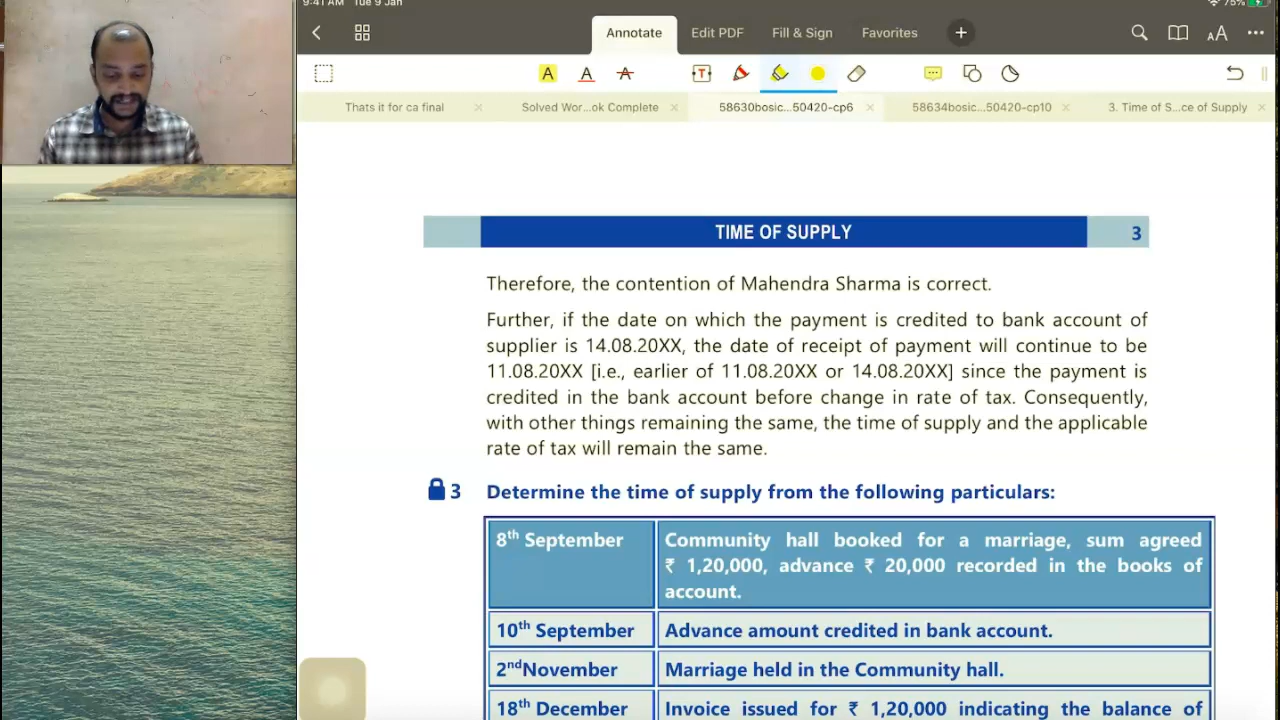 9:41 AM Tue 9 Jan
75%
Annotate
Edit PDF
Fill & Sign
Favorites
AA
A A A T
Thats it for ca final
Solved Wor...ok Complete
58630bosic...50420-cp6
58634bosic...50420-cp10
3. Time of S...ce of Supply
TIME OF SUPPLY 3
Therefore, the contention of Mahendra Sharma is correct.
Further, if the date on which the payment is credited to bank account of
supplier is 14.08.20XX, the date of receipt of payment will continue to be
11.08.20XX [i.e., earlier of 11.08.20XX or 14.08.20XX] since the payment is
credited in the bank account before change in rate of tax. Consequently,
with other things remaining the same, the time of supply and the applicable
rate of tax will remain the same.
3 Determine the time of supply from the following particulars:
8th September
Community hall booked for a marriage, sum agreed
₹ 1,20,000, advance ₹ 20,000 recorded in the books of
account.
10th September
Advance amount credited in bank account.
2ndNovember
Marriage held in the Community hall.
18th December
Invoice issued for ₹ 1,20,000 indicating the balance of